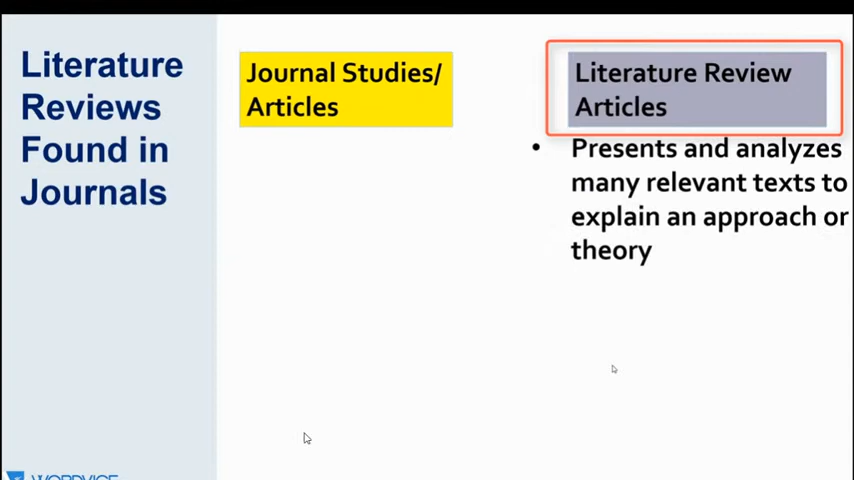 Literature
Reviews
Found in
Journals
Journal Studies/
Articles
Literature Review
Articles
• Presents and analyzes
many relevant texts to
explain an approach or
theory
WORDVICE